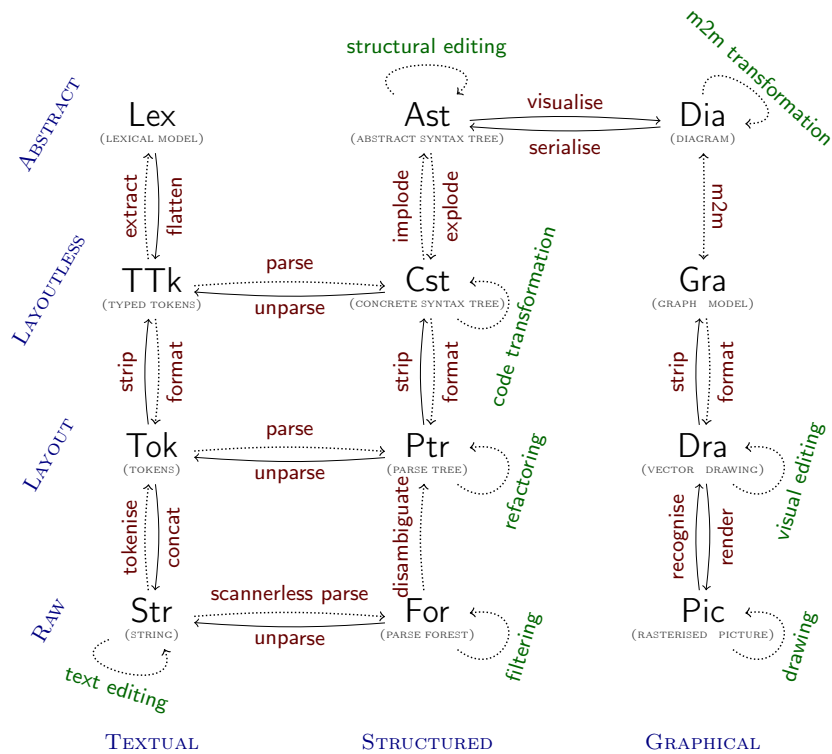 structural editing
m2m transformation
ABSTRACT
Lex
(LEXICAL MODEL)
Ast
(ABSTRACT SYNTAX TREE)
visualise
serialise
Dia
(DIAGRAM)
extract
flatten
implode
explode
m2m
LAYOUTLESS
TTk
(TYPED TOKENS)
parse
unparse
Cst
(CONCRETE SYNTAX TREE)
code transformation
Gra
(GRAPH MODEL)
strip
format
strip
format
strip
format
LAYOUT
Tok
(TOKENS)
parse
unparse
Ptr
(PARSE TREE)
refactoring
Dra
(VECTOR DRAWING)
visual editing
tokenise
concat
disambiguate
recognise
render
RAW
Str
(STRING)
text editing
scannerless parse
unparse
For
(PARSE FOREST)
filtering
Pic
(RASTERISED PICTURE)
drawing
TEXTUAL
STRUCTURED
GRAPHICAL